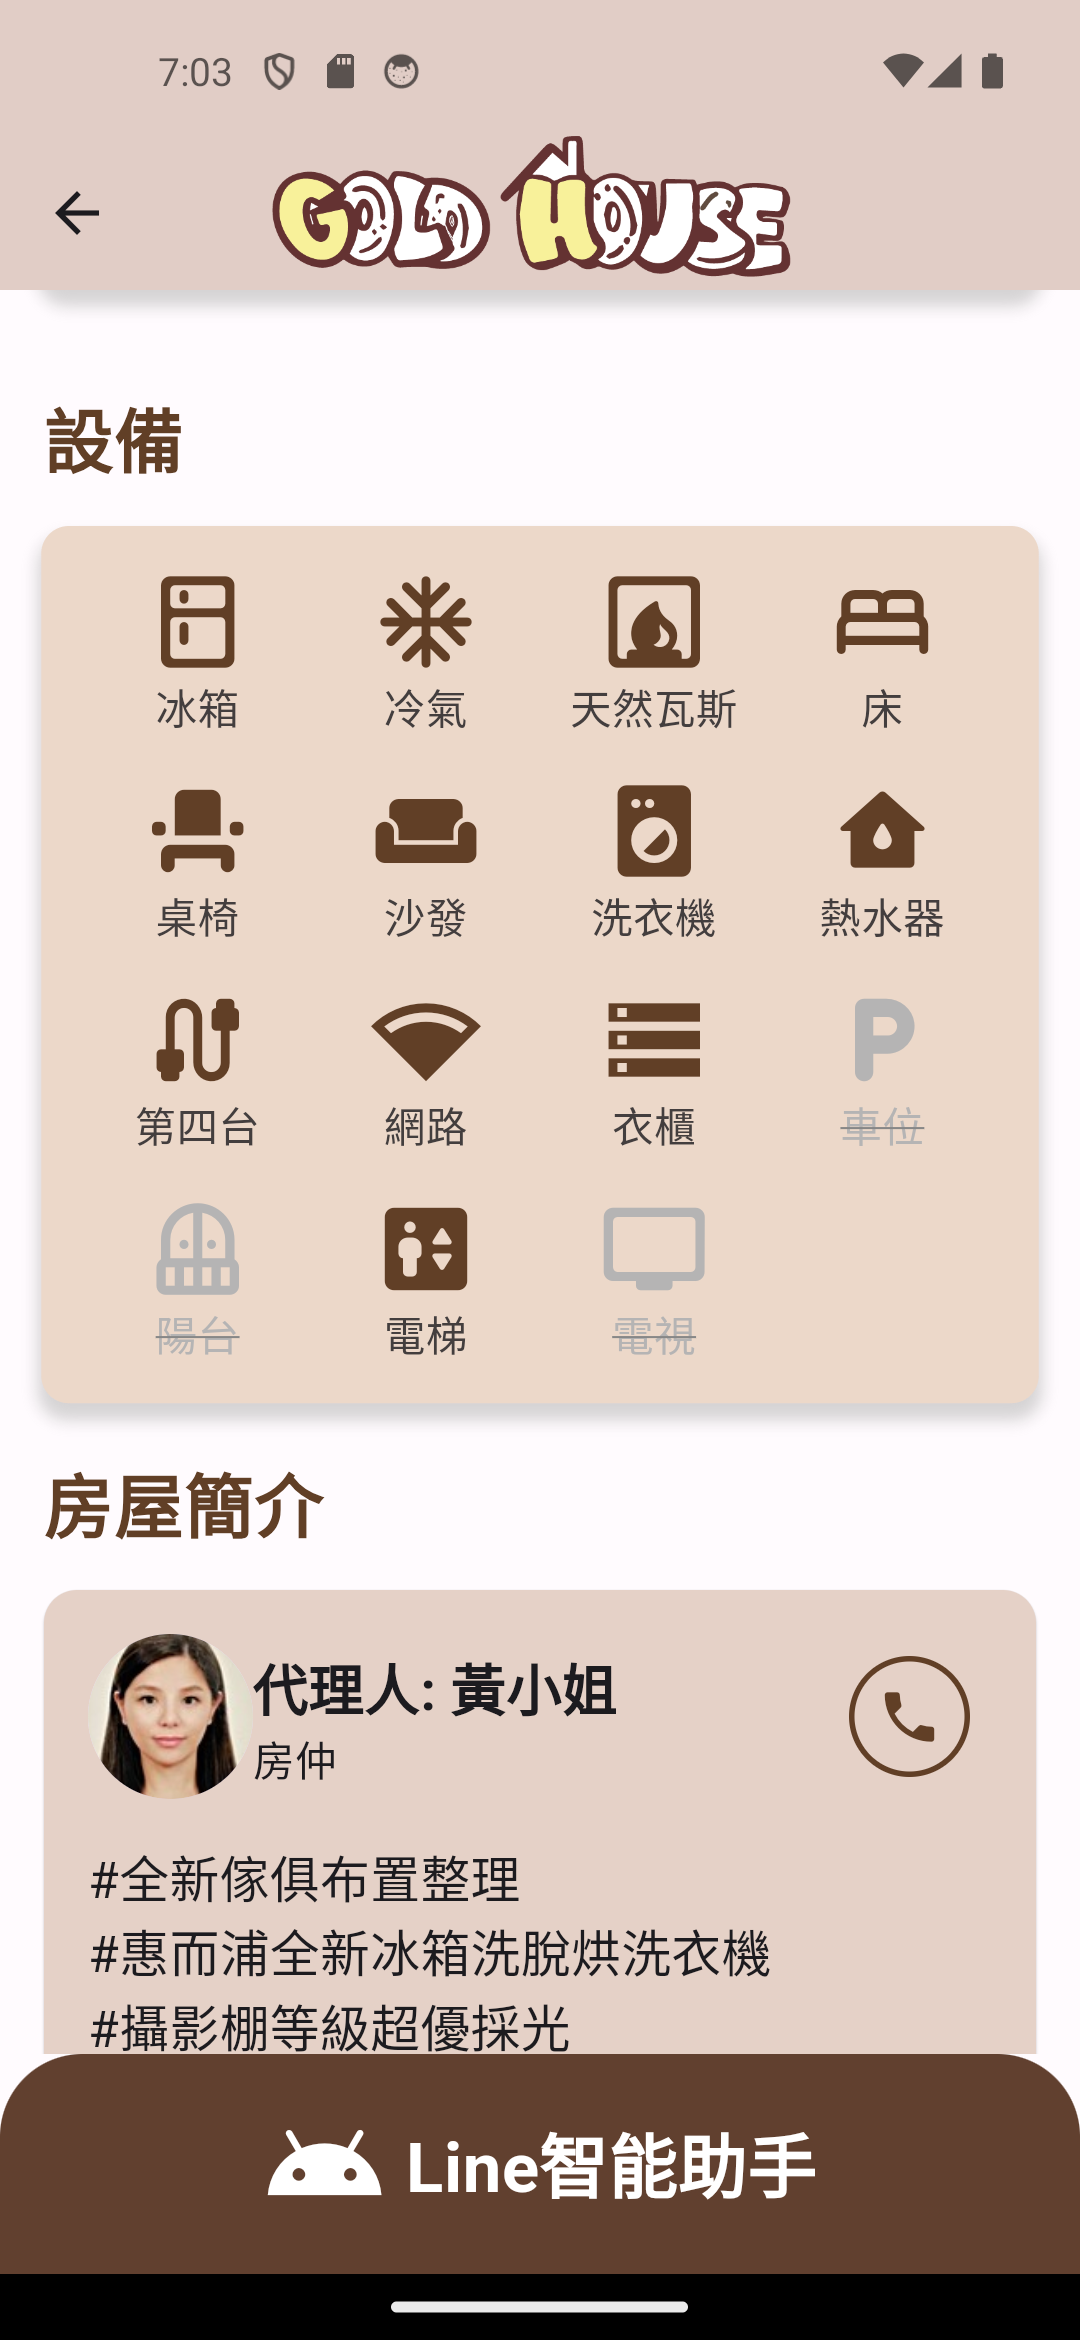 7:03
GOLD HOUSE
設備
冰箱 冷氣 天然瓦斯 床
桌椅 沙發 洗衣機 熱水器
第四台 網路 衣櫃 車位
陽台 電梯 電視
房屋簡介
代理人: 黃小姐
房仲
#全新傢俱布置整理
#惠而浦全新冰箱洗脫烘洗衣機
#攝影棚等級超優採光
Line智能助手